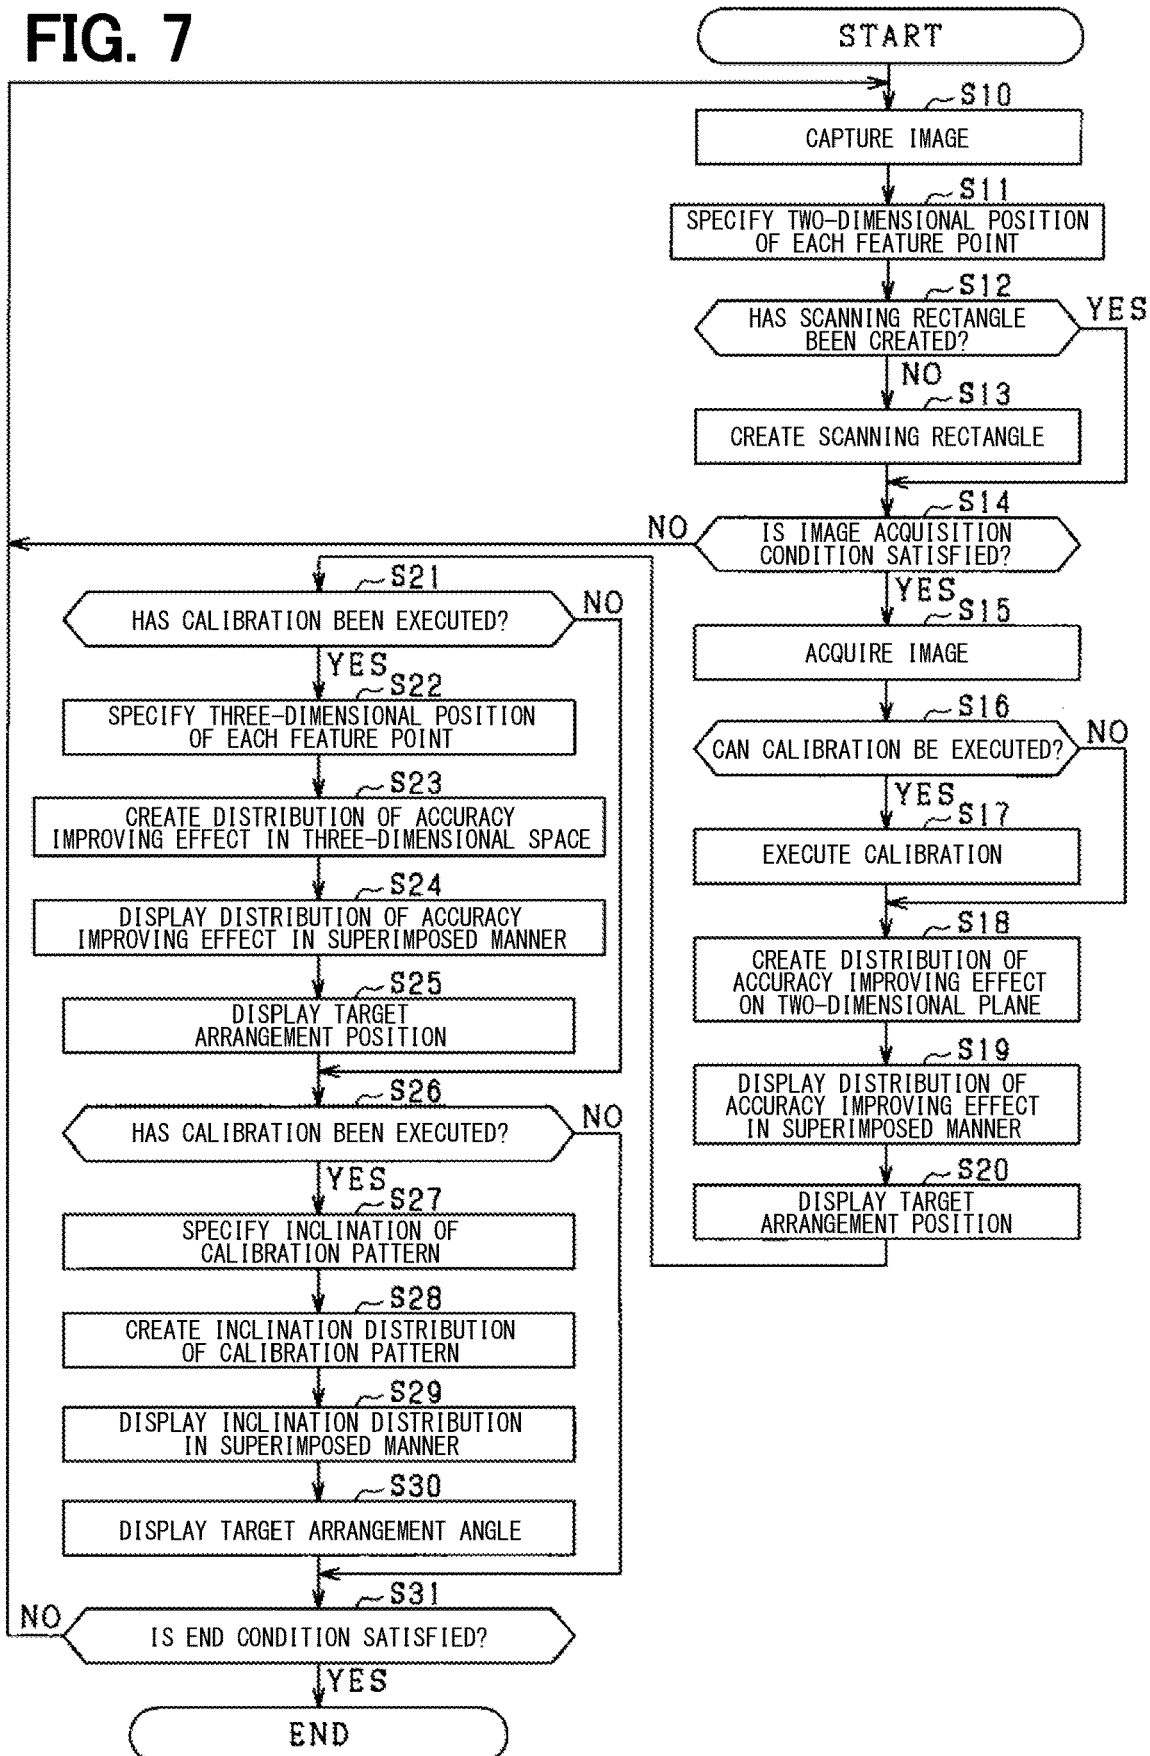 FIG. 7
START
S10
CAPTURE IMAGE
S11
SPECIFY TWO-DIMENSIONAL POSITION
OF EACH FEATURE POINT
S12
HAS SCANNING RECTANGLE
BEEN CREATED?
YES
NO
S13
CREATE SCANNING RECTANGLE
S14
IS IMAGE ACQUISITION
CONDITION SATISFIED?
NO
YES
S15
ACQUIRE IMAGE
S16
CAN CALIBRATION BE EXECUTED?
NO
YES
S17
EXECUTE CALIBRATION
S18
CREATE DISTRIBUTION OF
ACCURACY IMPROVING EFFECT
ON TWO-DIMENSIONAL PLANE
S19
DISPLAY DISTRIBUTION OF
ACCURACY IMPROVING EFFECT
IN SUPERIMPOSED MANNER
S20
DISPLAY TARGET
ARRANGEMENT POSITION
S21
HAS CALIBRATION BEEN EXECUTED?
NO
YES
S22
SPECIFY THREE-DIMENSIONAL POSITION
OF EACH FEATURE POINT
S23
CREATE DISTRIBUTION OF ACCURACY
IMPROVING EFFECT IN THREE-DIMENSIONAL SPACE
S24
DISPLAY DISTRIBUTION OF ACCURACY
IMPROVING EFFECT IN SUPERIMPOSED MANNER
S25
DISPLAY TARGET
ARRANGEMENT POSITION
S26
HAS CALIBRATION BEEN EXECUTED?
NO
YES
S27
SPECIFY INCLINATION OF
CALIBRATION PATTERN
S28
CREATE INCLINATION DISTRIBUTION
OF CALIBRATION PATTERN
S29
DISPLAY INCLINATION DISTRIBUTION
IN SUPERIMPOSED MANNER
S30
DISPLAY TARGET ARRANGEMENT ANGLE
S31
IS END CONDITION SATISFIED?
NO
YES
END